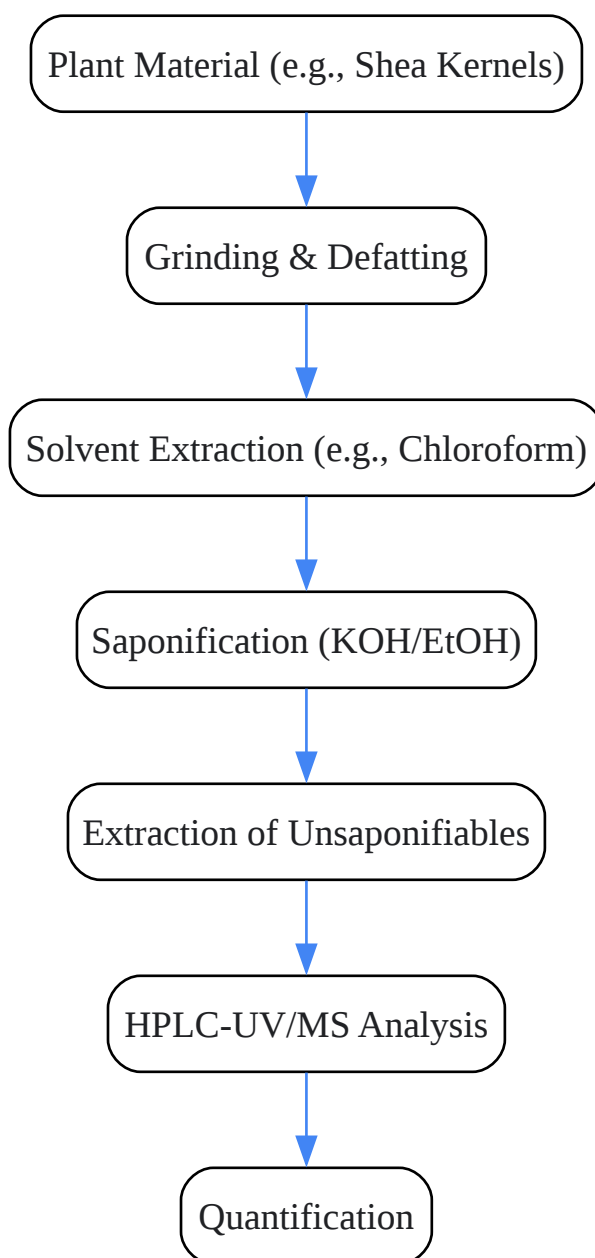 Plant Material (e.g., Shea Kernels)
Grinding & Defatting
Solvent Extraction (e.g., Chloroform)
Saponification (KOH/EtOH)
Extraction of Unsaponifiables
HPLC-UV/MS Analysis
Quantification